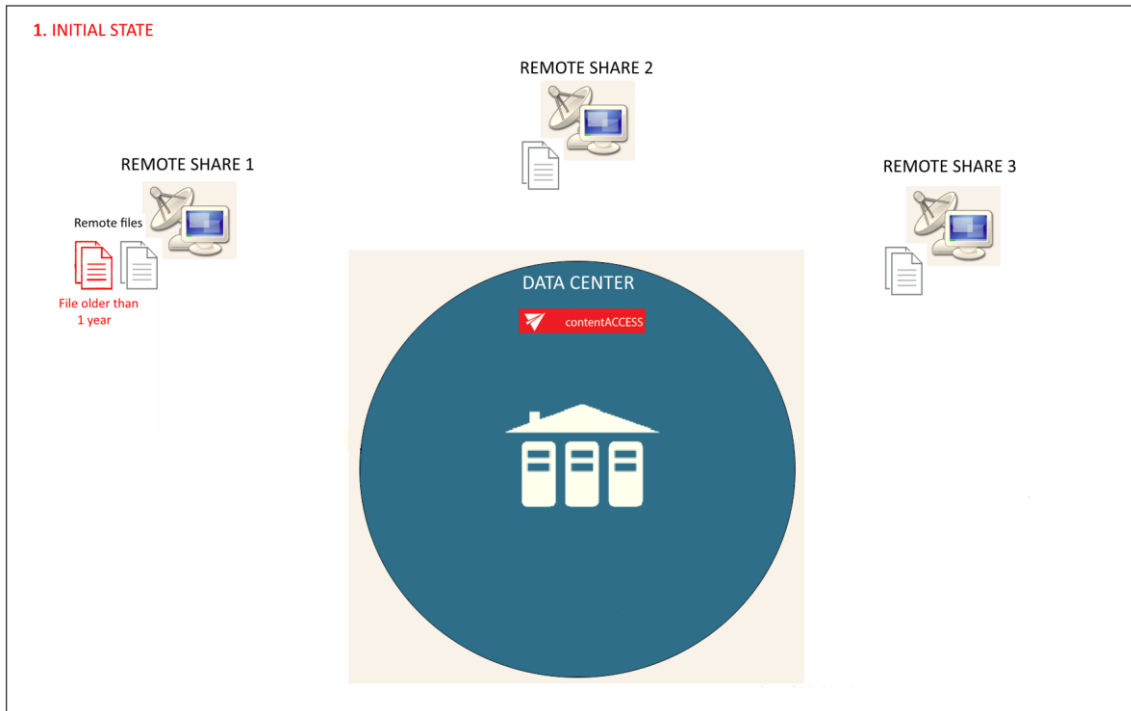 1. INITIAL STATE
REMOTE SHARE 2
REMOTE SHARE 1
REMOTE SHARE 3
Remote files
File older than
1 year
DATA CENTER
contentACCESS